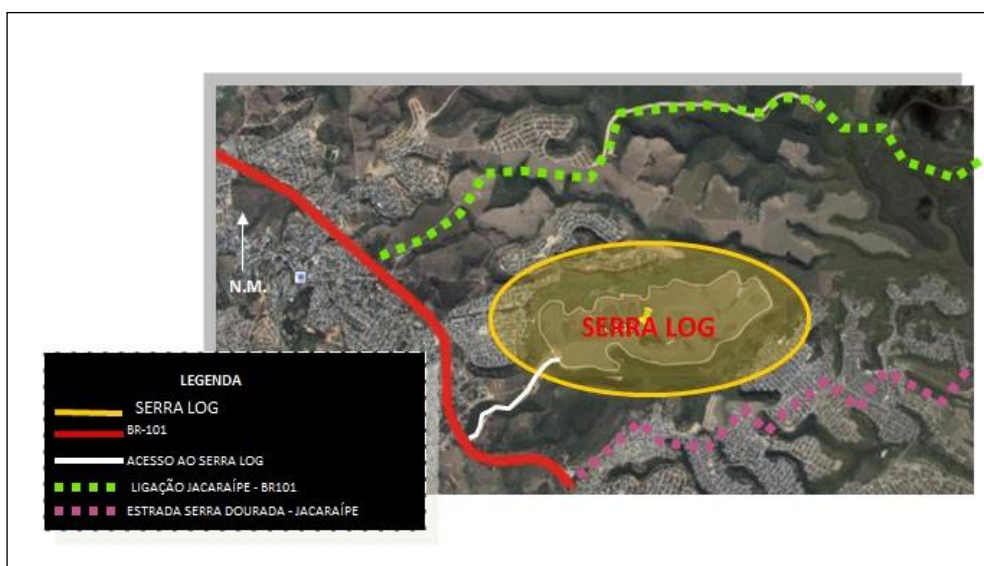 N.M.
SERRA LOG
LEGENDA
SERRA LOG
BR-101
ACESSO AO SERRA LOG
LIGAÇÃO JACARAÍPE - BR101
ESTRADA SERRA DOURADA - JACARAÍPE